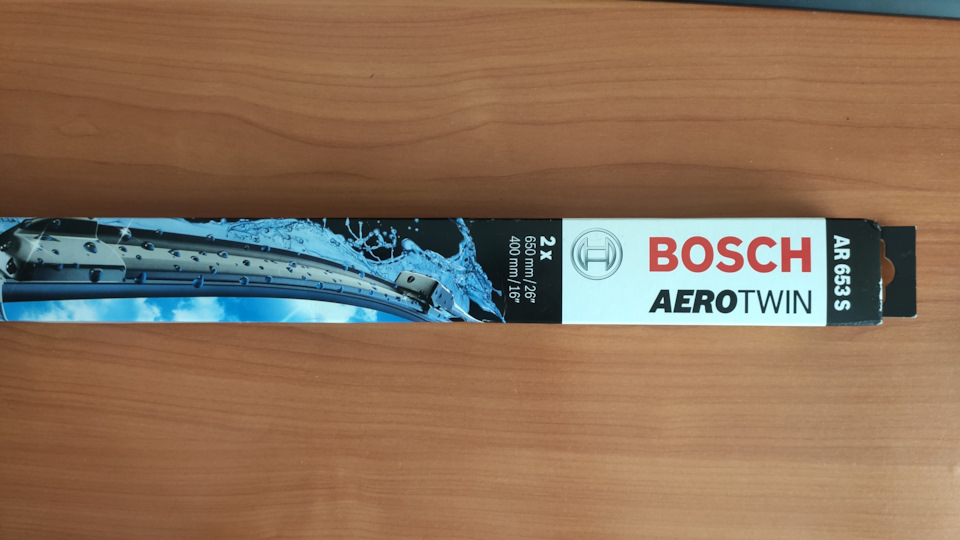 2 x
650 mm/26"
400 mm/16"
BOSCH
AEROTWIN
AR 653 S